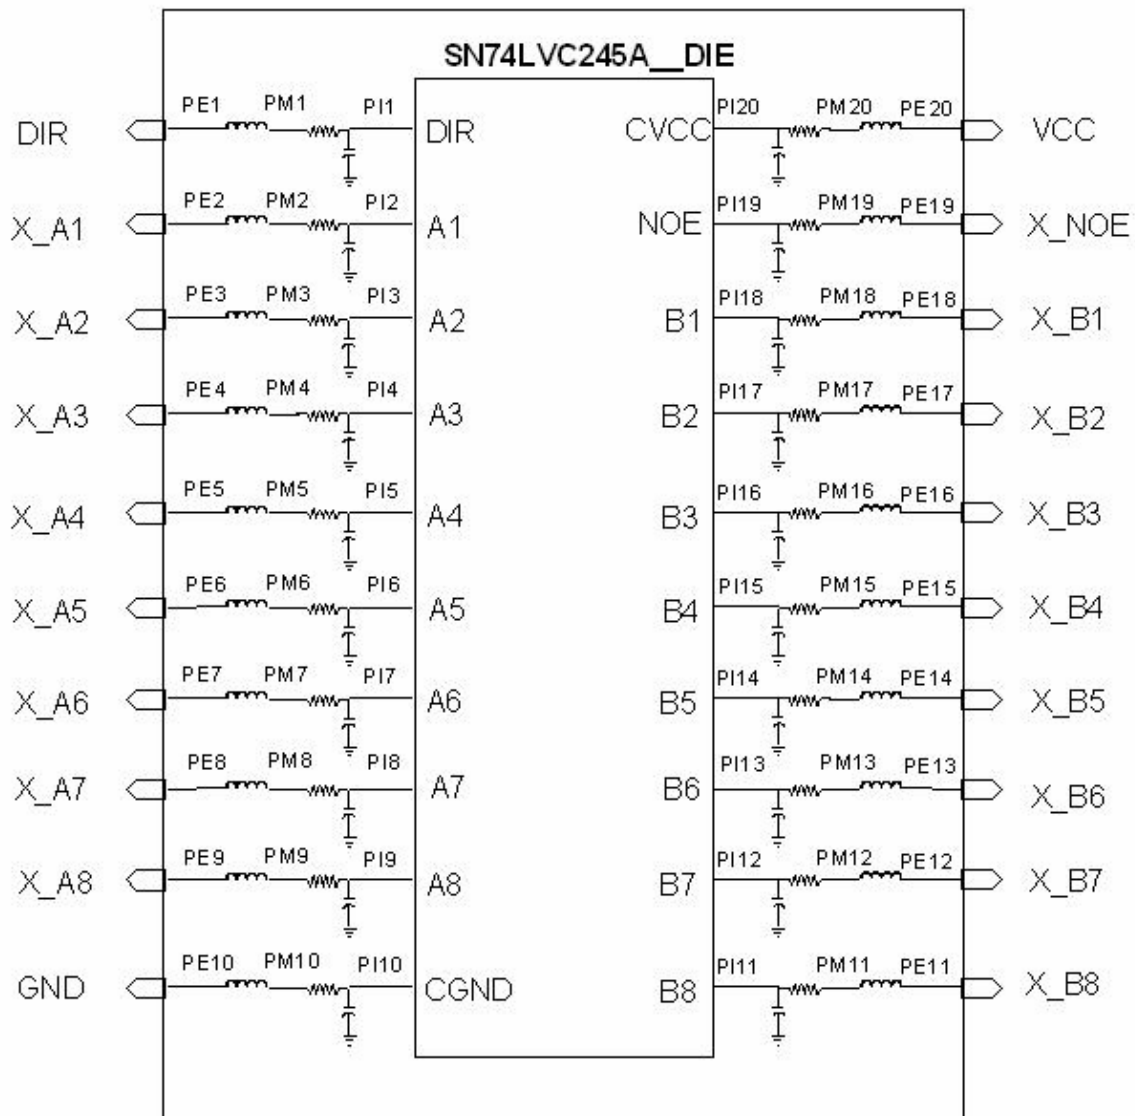 SN74LVC245A__DIE
PE1 PM1 PI1 PI20 PM20 PE20
DIR DIR CVCC VCC
PE2 PM2 PI2 PI19 PM19 PE19
X_A1 A1 NOE X_NOE
PE3 PM3 PI3 PI18 PM18 PE18
X_A2 A2 B1 X_B1
PE4 PM4 PI4 PI17 PM17 PE17
X_A3 A3 B2 X_B2
PE5 PM5 PI5 PI16 PM16 PE16
X_A4 A4 B3 X_B3
PE6 PM6 PI6 PI15 PM15 PE15
X_A5 A5 B4 X_B4
PE7 PM7 PI7 PI14 PM14 PE14
X_A6 A6 B5 X_B5
PE8 PM8 PI8 PI13 PM13 PE13
X_A7 A7 B6 X_B6
PE9 PM9 PI9 PI12 PM12 PE12
X_A8 A8 B7 X_B7
PE10 PM10 PI10 PI11 PM11 PE11
GND CGND B8 X_B8